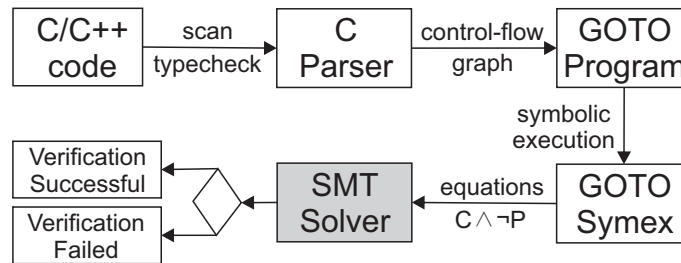 C/C++
code
scan
typecheck
C
Parser
control-flow
graph
GOTO
Program
symbolic
execution
GOTO
Symex
equations
C ∧ ¬P
SMT
Solver
Verification
Successful
Verification
Failed